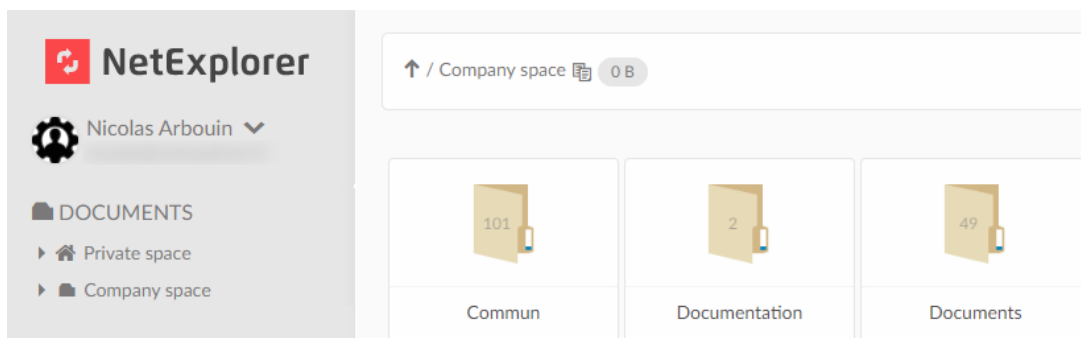 NetExplorer
Nicolas Arbouin
DOCUMENTS
Private space
Company space
/ Company space 0 B
101
2
49
Commun
Documentation
Documents